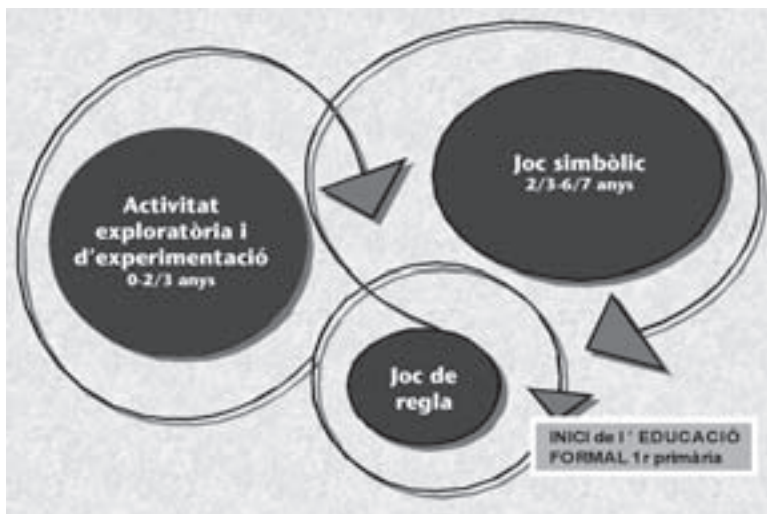 Activitat
exploratòria i
d'experimentació
0-2/3 anys
Joc simbòlic
2/3-6/7 anys
Joc de
regla
INICI de l' EDUCACIÓ
FORMAL 1r primària